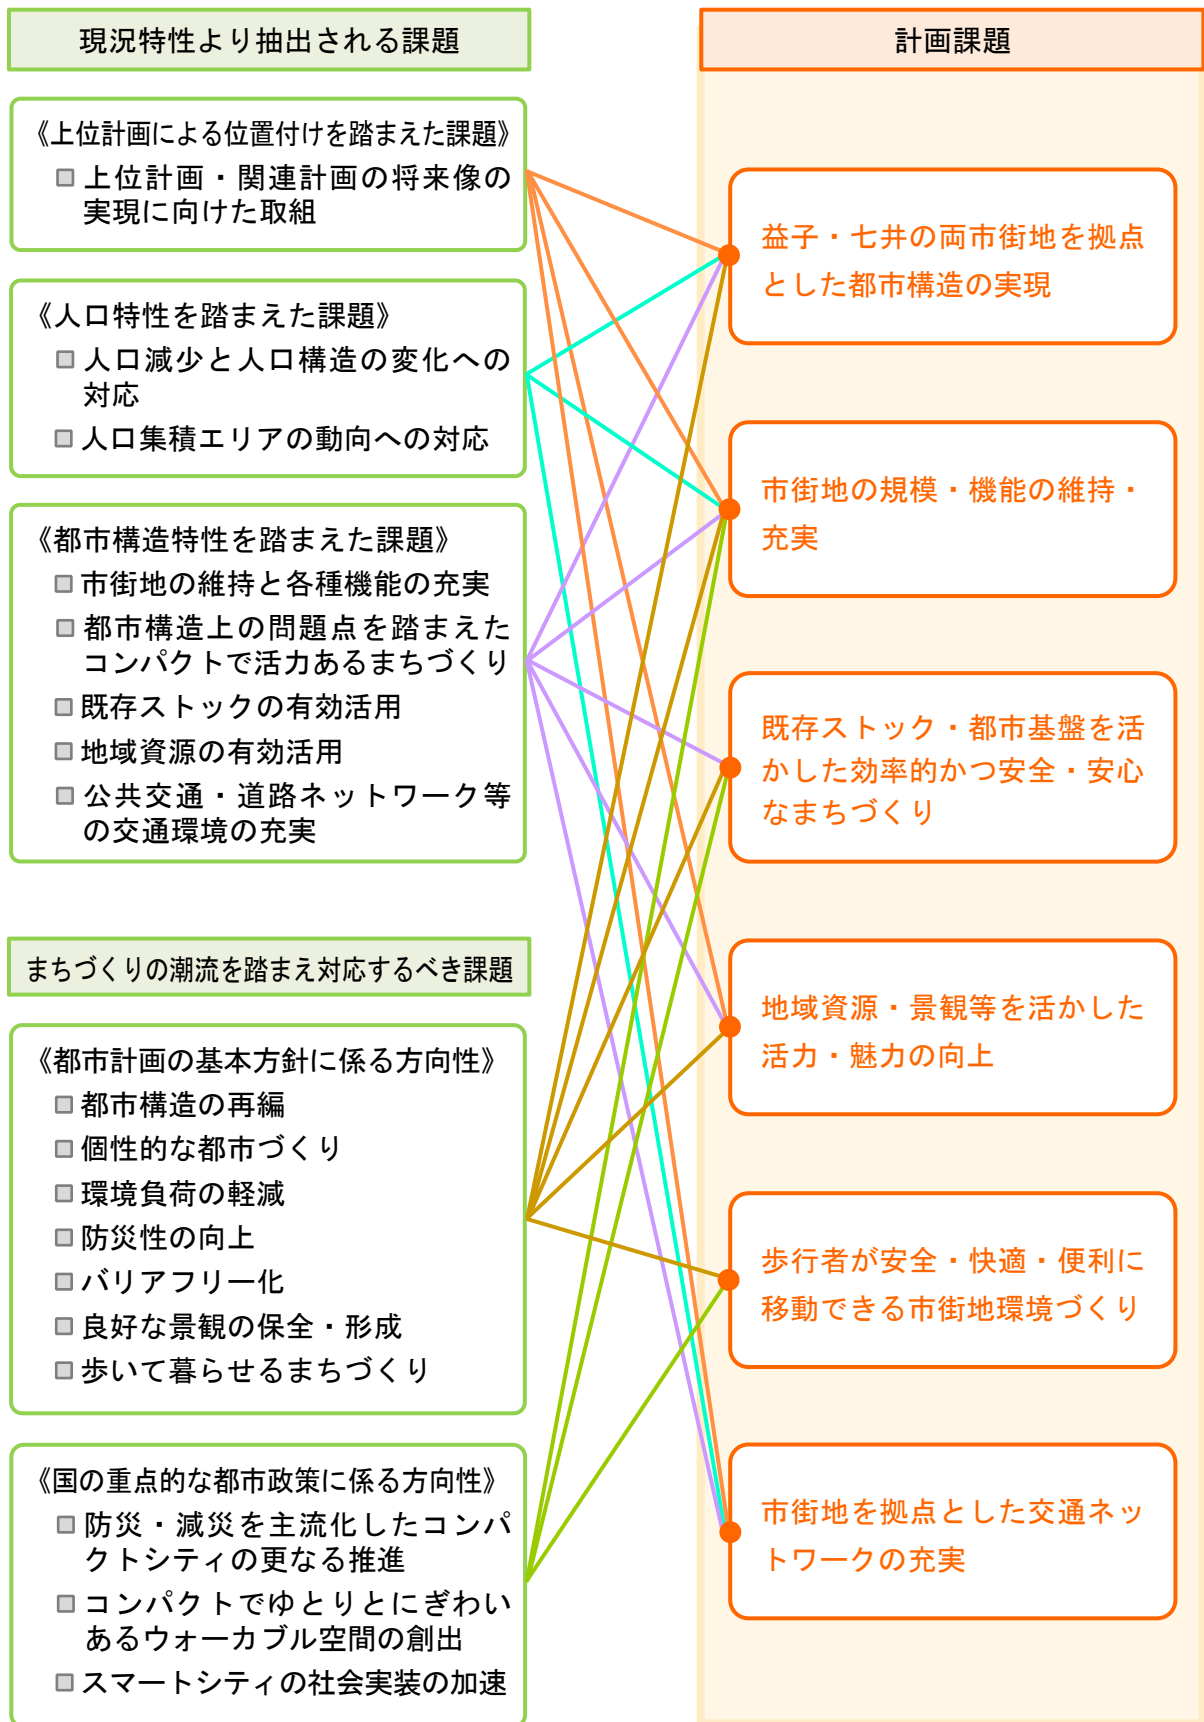 現況特性より抽出される課題
《上位計画による位置付けを踏まえた課題》
□ 上位計画・関連計画の将来像の
実現に向けた取組
《人口特性を踏まえた課題》
□ 人口減少と人口構造の変化への
対応
□ 人口集積エリアの動向への対応
《都市構造特性を踏まえた課題》
□ 市街地の維持と各種機能の充実
□ 都市構造上の問題点を踏まえた
コンパクトで活力あるまちづくり
□ 既存ストックの有効活用
□ 地域資源の有効活用
□ 公共交通・道路ネットワーク等
の交通環境の充実
まちづくりの潮流を踏まえ対応するべき課題
《都市計画の基本方針に係る方向性》
□ 都市構造の再編
□ 個性的な都市づくり
□ 環境負荷の軽減
□ 防災性の向上
□ バリアフリー化
□ 良好な景観の保全・形成
□ 歩いて暮らせるまちづくり
《国の重点的な都市政策に係る方向性》
□ 防災・減災を主流化したコンパ
クトシティの更なる推進
□ コンパクトでゆとりとにぎわい
あるウォーカブル空間の創出
□ スマートシティの社会実装の加速
計画課題
益子・七井の両市街地を拠点
とした都市構造の実現
市街地の規模・機能の維持・
充実
既存ストック・都市基盤を活
かした効率的かつ安全・安心
なまちづくり
地域資源・景観等を活かした
活力・魅力の向上
歩行者が安全・快適・便利に
移動できる市街地環境づくり
市街地を拠点とした交通ネッ
トワークの充実